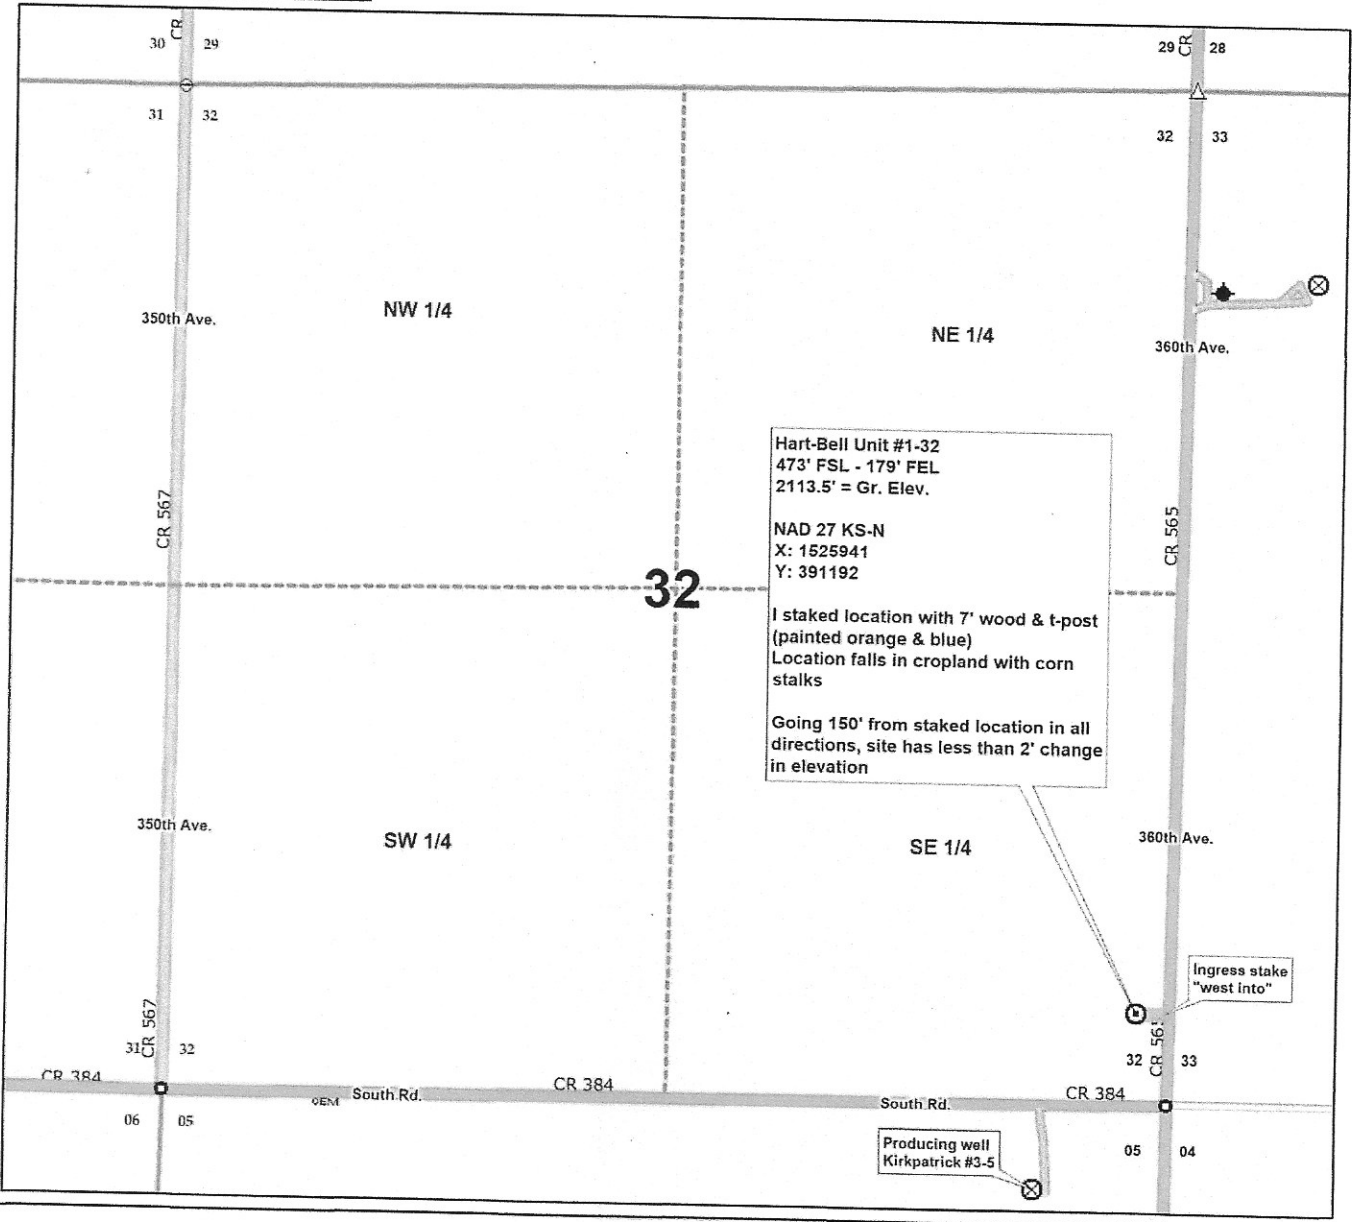 CR
30
29
29
CR
28
31
32
32
33
NW 1/4
350th Ave.
NE 1/4
360th Ave.
Hart-Bell Unit #1-32
473' FSL - 179' FEL
2113.5' = Gr. Elev.
NAD 27 KS-N
X: 1525941
Y: 391192
I staked location with 7' wood & t-post
(painted orange & blue)
Location falls in cropland with corn
stalks
Going 150' from staked location in all
directions, site has less than 2' change
in elevation
CR 567
CR 565
32
350th Ave.
SW 1/4
SE 1/4
360th Ave.
Ingress stake
"west into"
CR 567
31
32
CR 565
32
33
CR 384
South Rd.
CR 384
South Rd.
CR 384
06
05
05
04
Producing well
Kirkpatrick #3-5